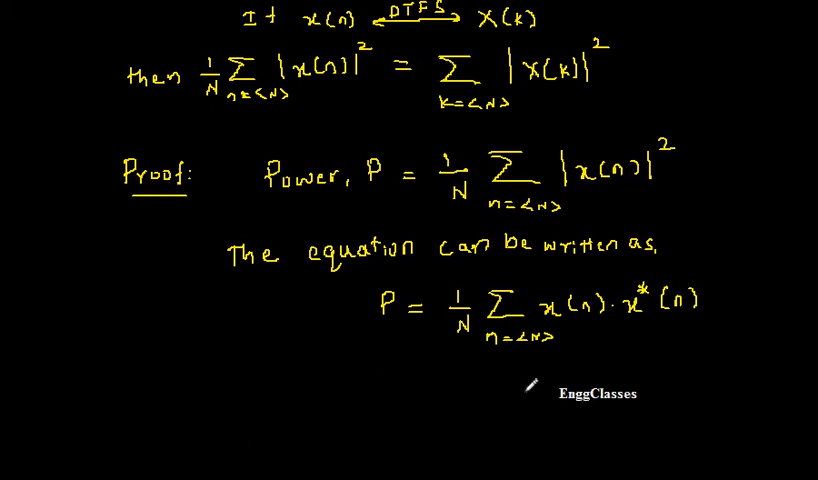 If x(n) <--DTFS--> X(k)
then 1/N Σ_{n=<N>} |x(n)|^2 = Σ_{k=<N>} |X(k)|^2
Proof: Power, P = 1/N Σ_{n=<N>} |x(n)|^2
The equation can be written as,
P = 1/N Σ_{n=<N>} x(n) · x*(n)
EnggClasses